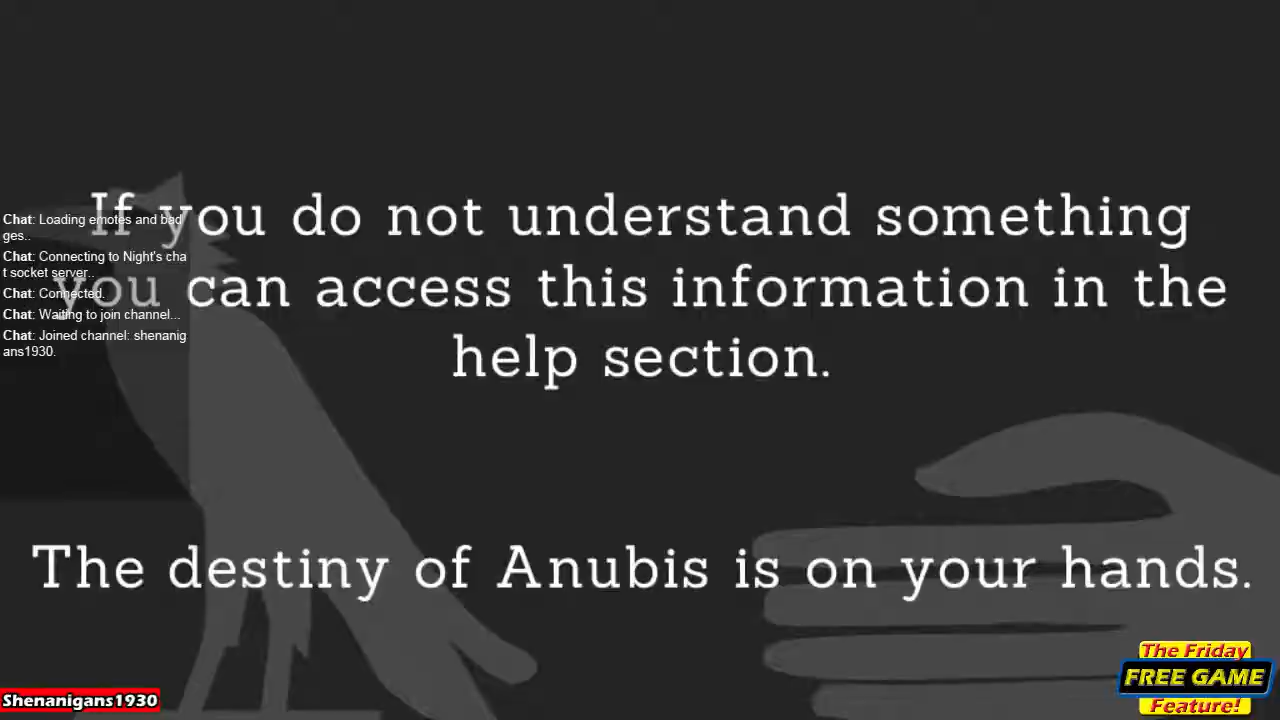 If you do not understand something
you can access this information in the
help section.
The destiny of Anubis is on your hands.
Chat: Loading emotes and bad
ges..
Chat: Connecting to Night's cha
t socket server..
Chat: Connected.
Chat: Waiting to join channel...
Chat: Joined channel: shenanig
ans1930.
Shenanigans1930
The Friday
FREE GAME
Feature!